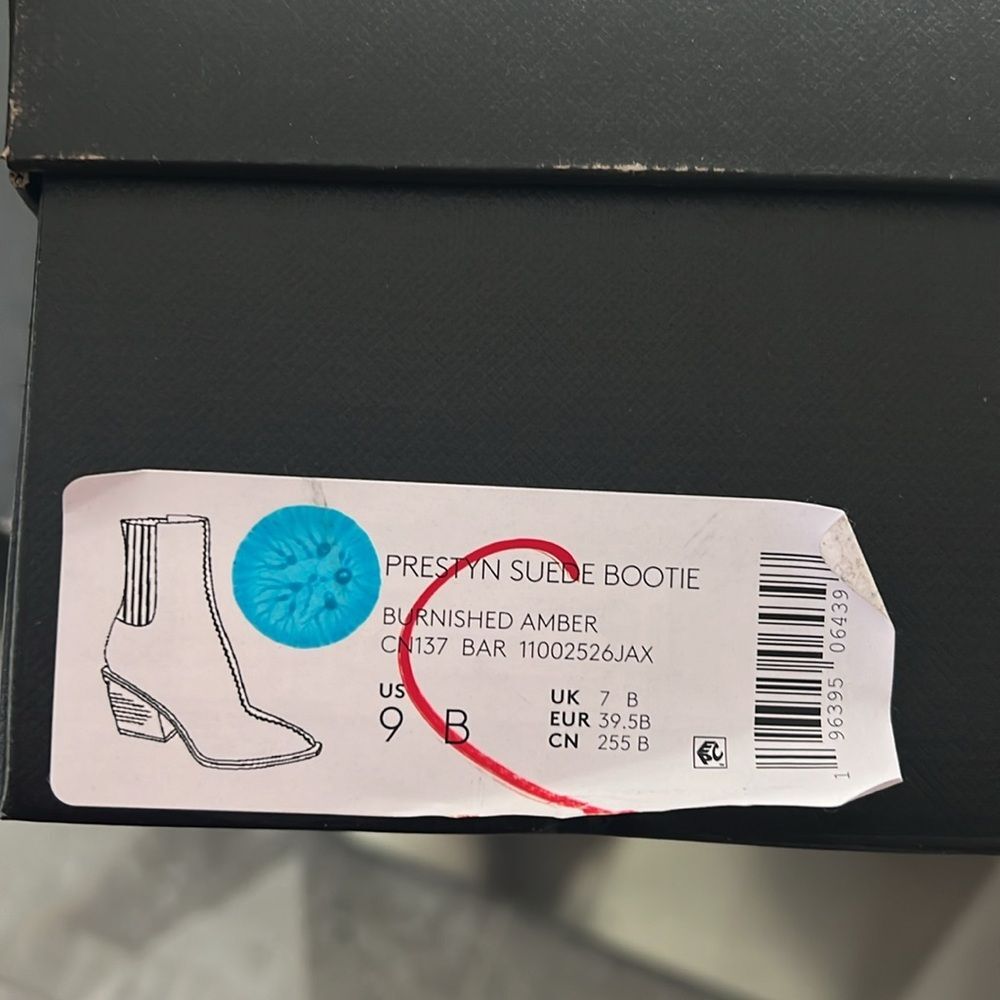 PRESTYN SUEDE BOOTIE
BURNISHED AMBER
CN137 BAR 11002526JAX
US
9 B
UK 7 B
EUR 39.5B
CN 255 B
1 96395 06439